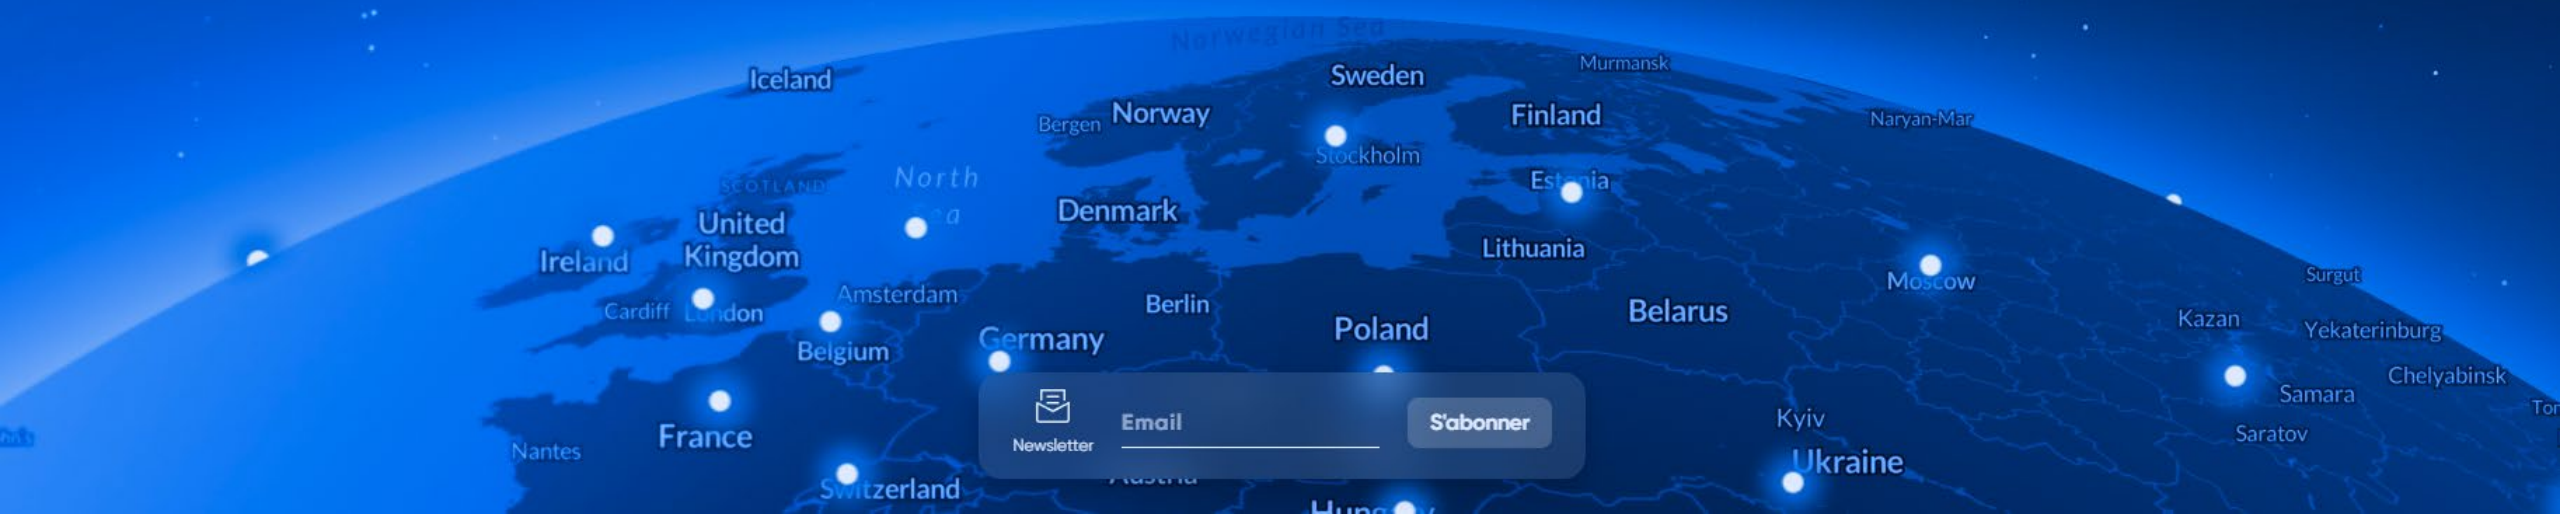 Norwegian Sea
Iceland
Sweden
Murmansk
Norway
Bergen
Finland
Naryan-Mar
Stockholm
North
Estonia
SCOTLAND
Denmark
United
Kingdom
Ireland
Lithuania
Moscow
Surgut
Amsterdam
Cardiff
London
Berlin
Belarus
Kazan
Poland
Yekaterinburg
Germany
Belgium
Chelyabinsk
Samara
Kyiv
Email
S'abonner
Newsletter
France
Saratov
Nantes
Ukraine
Switzerland
Austria